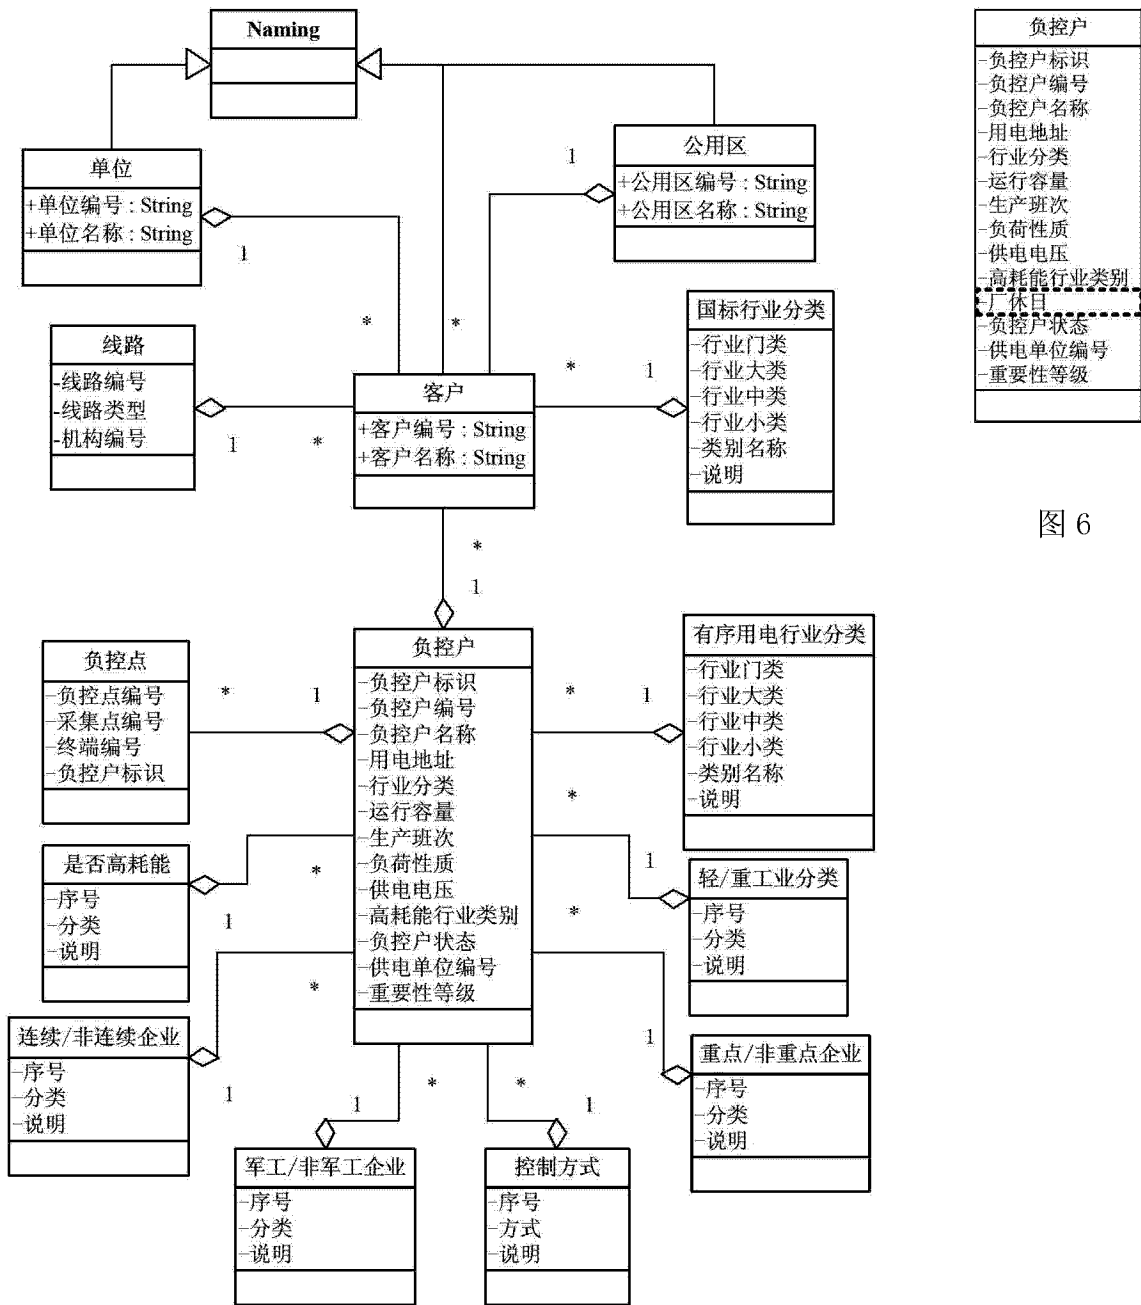 Naming
单位
+单位编号 : String
+单位名称 : String
1
公用区
+公用区编号 : String
+公用区名称 : String
1
线路
-线路编号
-线路类型
-机构编号
1
*
*
*
*
客户
+客户编号 : String
+客户名称 : String
*
1
国标行业分类
-行业门类
-行业大类
-行业中类
-行业小类
-类别名称
-说明
*
1
负控点
-负控点编号
-采集点编号
-终端编号
-负控户标识
*
1
负控户
-负控户标识
-负控户编号
-负控户名称
-用电地址
-行业分类
-运行容量
-生产班次
-负荷性质
-供电电压
-高耗能行业类别
-负控户状态
-供电单位编号
-重要性等级
*
1
有序用电行业分类
-行业门类
-行业大类
-行业中类
-行业小类
-类别名称
-说明
是否高耗能
-序号
-分类
-说明
*
1
*
1
轻/重工业分类
-序号
-分类
-说明
连续/非连续企业
-序号
-分类
-说明
*
1
*
1
重点/非重点企业
-序号
-分类
-说明
*
1
军工/非军工企业
-序号
-分类
-说明
*
1
控制方式
-序号
-方式
-说明
负控户
-负控户标识
-负控户编号
-负控户名称
-用电地址
-行业分类
-运行容量
-生产班次
-负荷性质
-供电电压
-高耗能行业类别
-厂休日
-负控户状态
-供电单位编号
-重要性等级
图 6